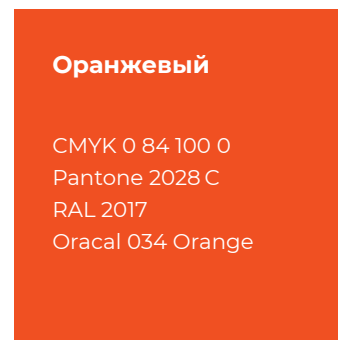 Оранжевый
CMYK 0 84 100 0
Pantone 2028 C
RAL 2017
Oracal 034 Orange